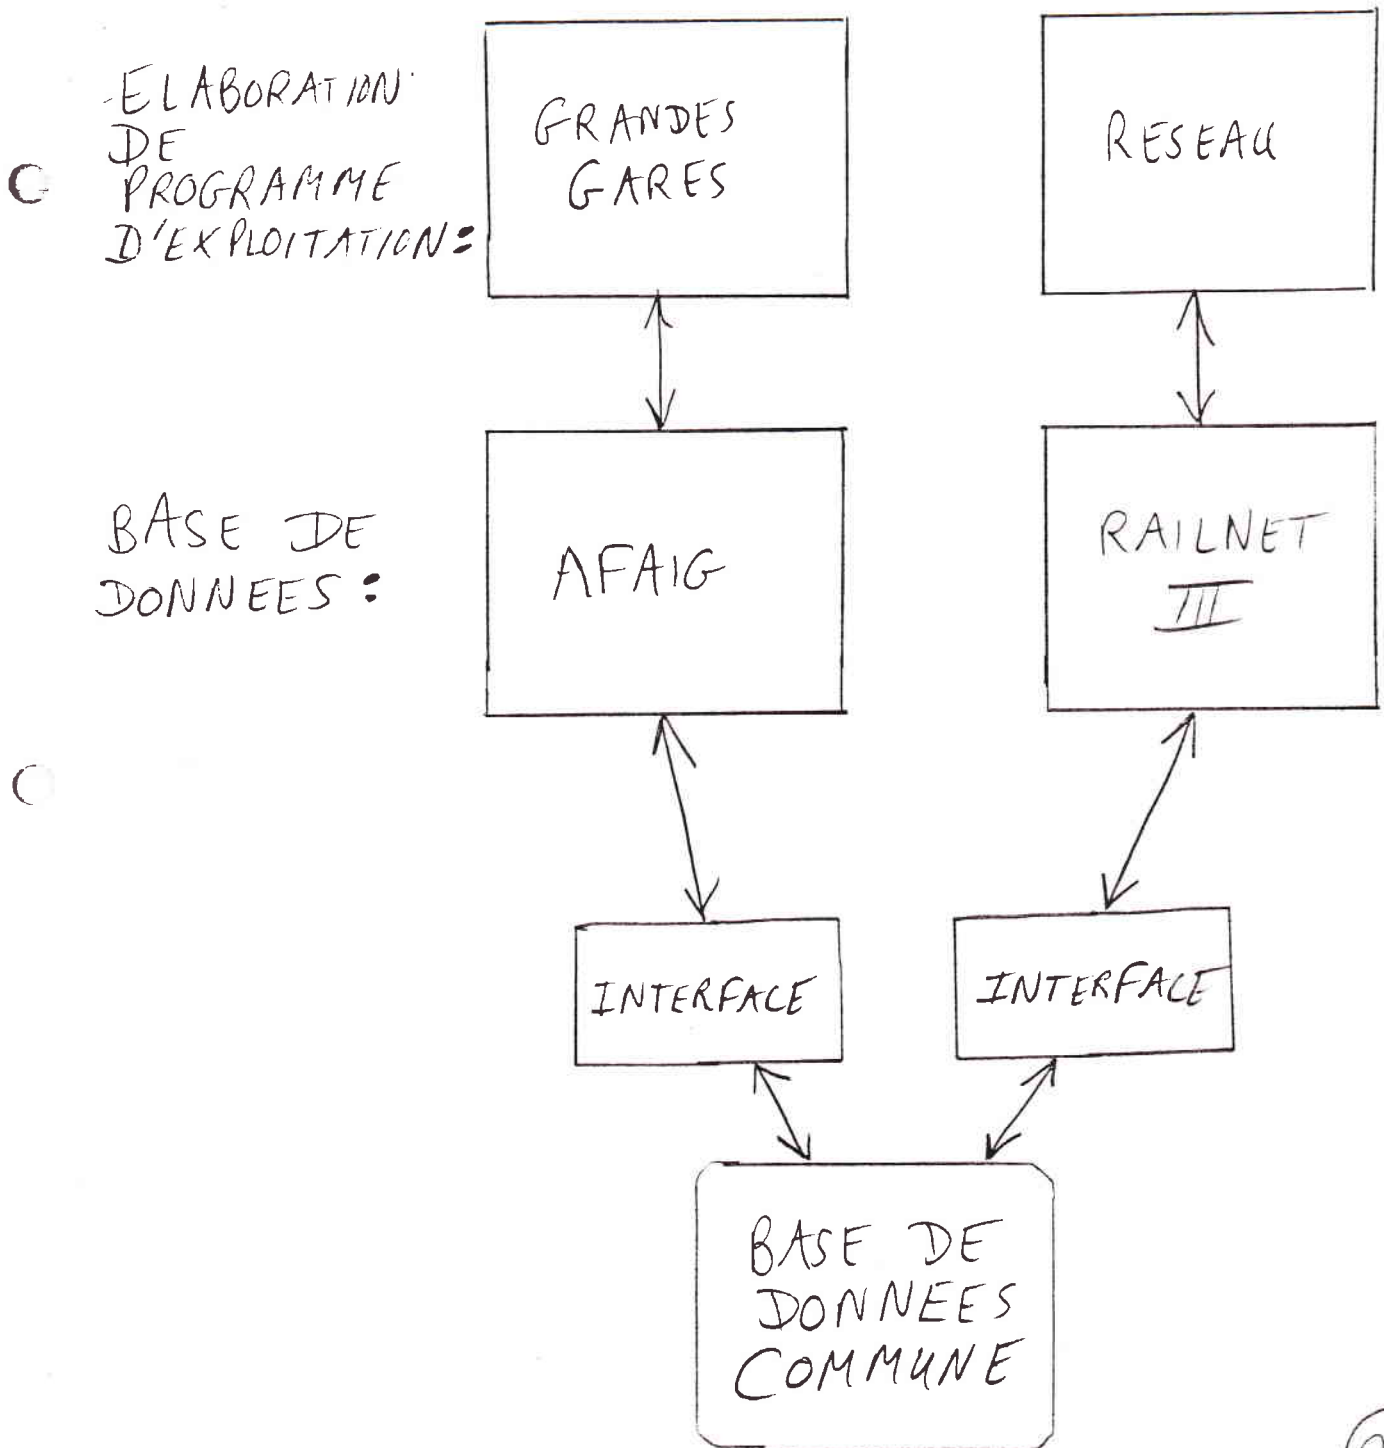 ELABORATION
DE
PROGRAMME
D'EXPLOITATION:
GRANDES
GARES
RESEAU
BASE DE
DONNEES:
AFAIG
RAILNET
III
INTERFACE
INTERFACE
BASE DE
DONNEES
COMMUNE